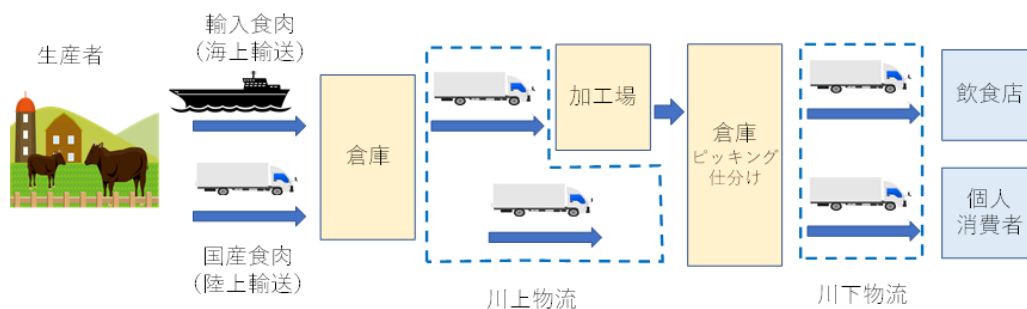 生産者
輸入食肉
（海上輸送）
国産食肉
（陸上輸送）
倉庫
加工場
川上物流
倉庫
ピッキング
仕分け
川下物流
飲食店
個人
消費者